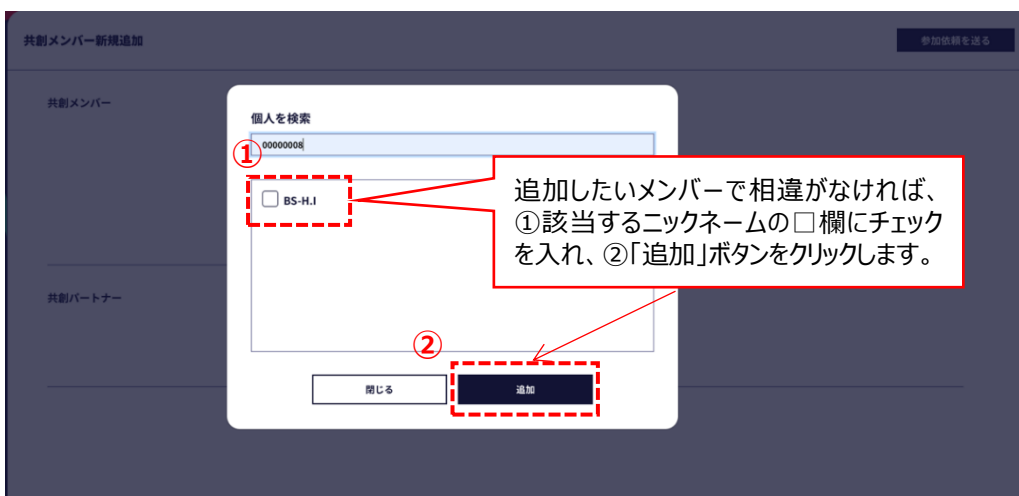 共創メンバー新規追加
参加依頼を送る
共創メンバー
個人を検索
00000008
①
BS-H.I
追加したいメンバーで相違がなければ、
①該当するニックネームの□欄にチェック
を入れ、②「追加」ボタンをクリックします。
共創パートナー
②
閉じる
追加